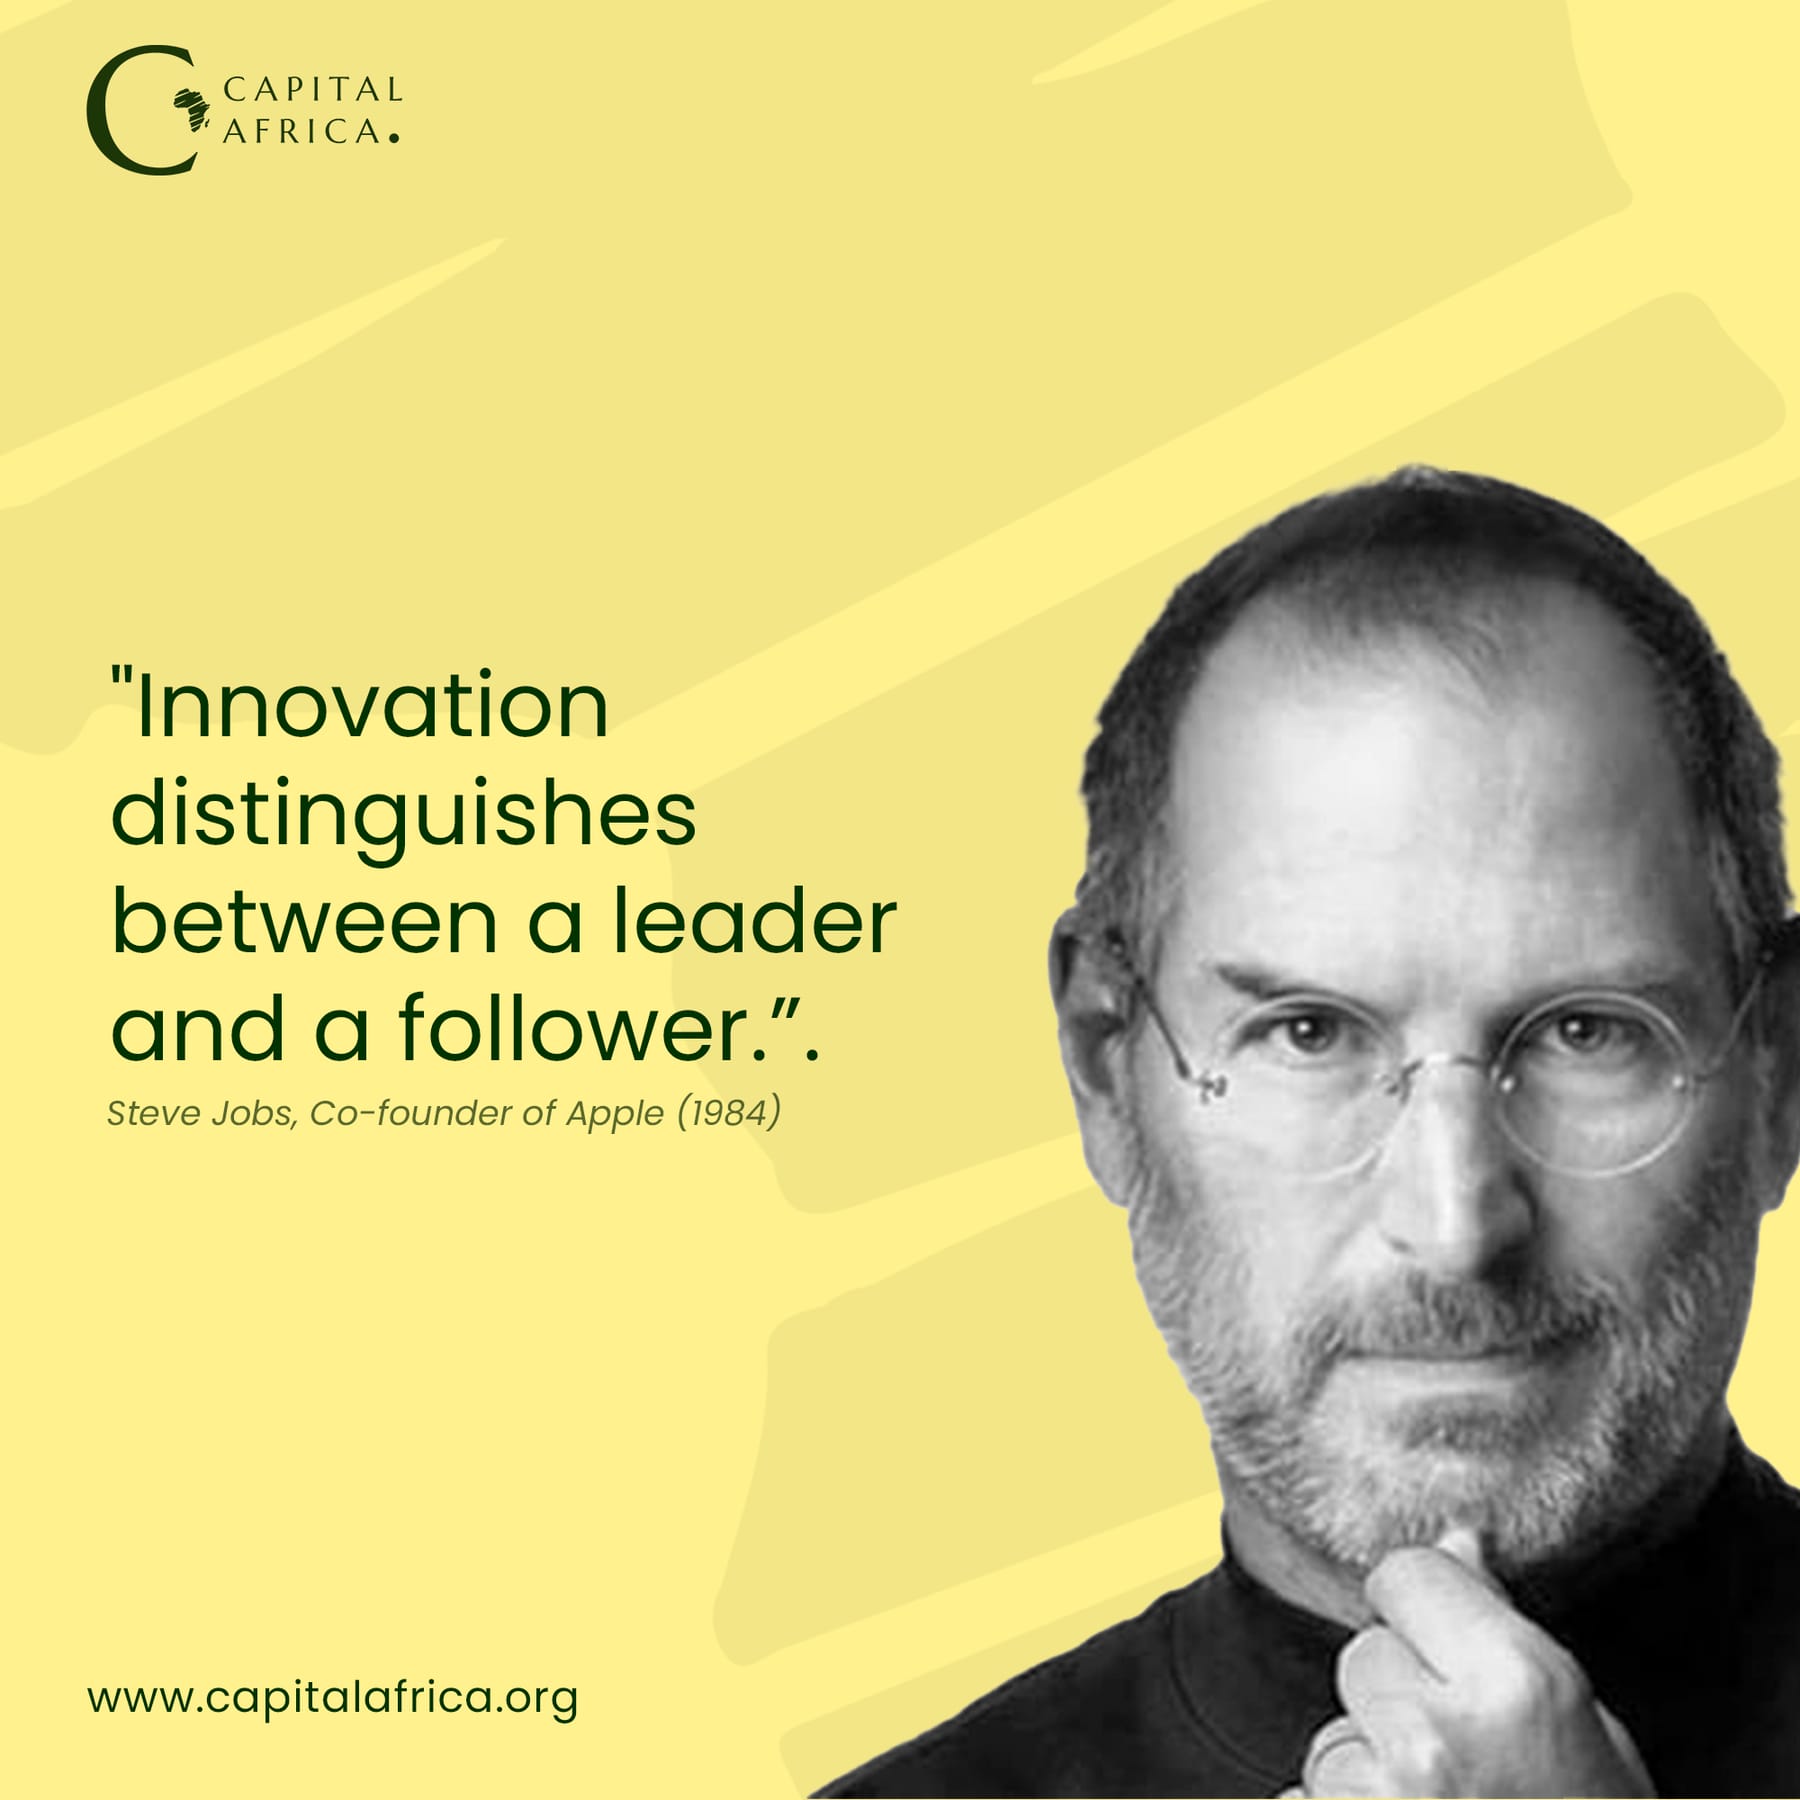 CAPITAL
AFRICA.
"Innovation
distinguishes
between a leader
and a follower.”.
Steve Jobs, Co-founder of Apple (1984)
www.capitalafrica.org